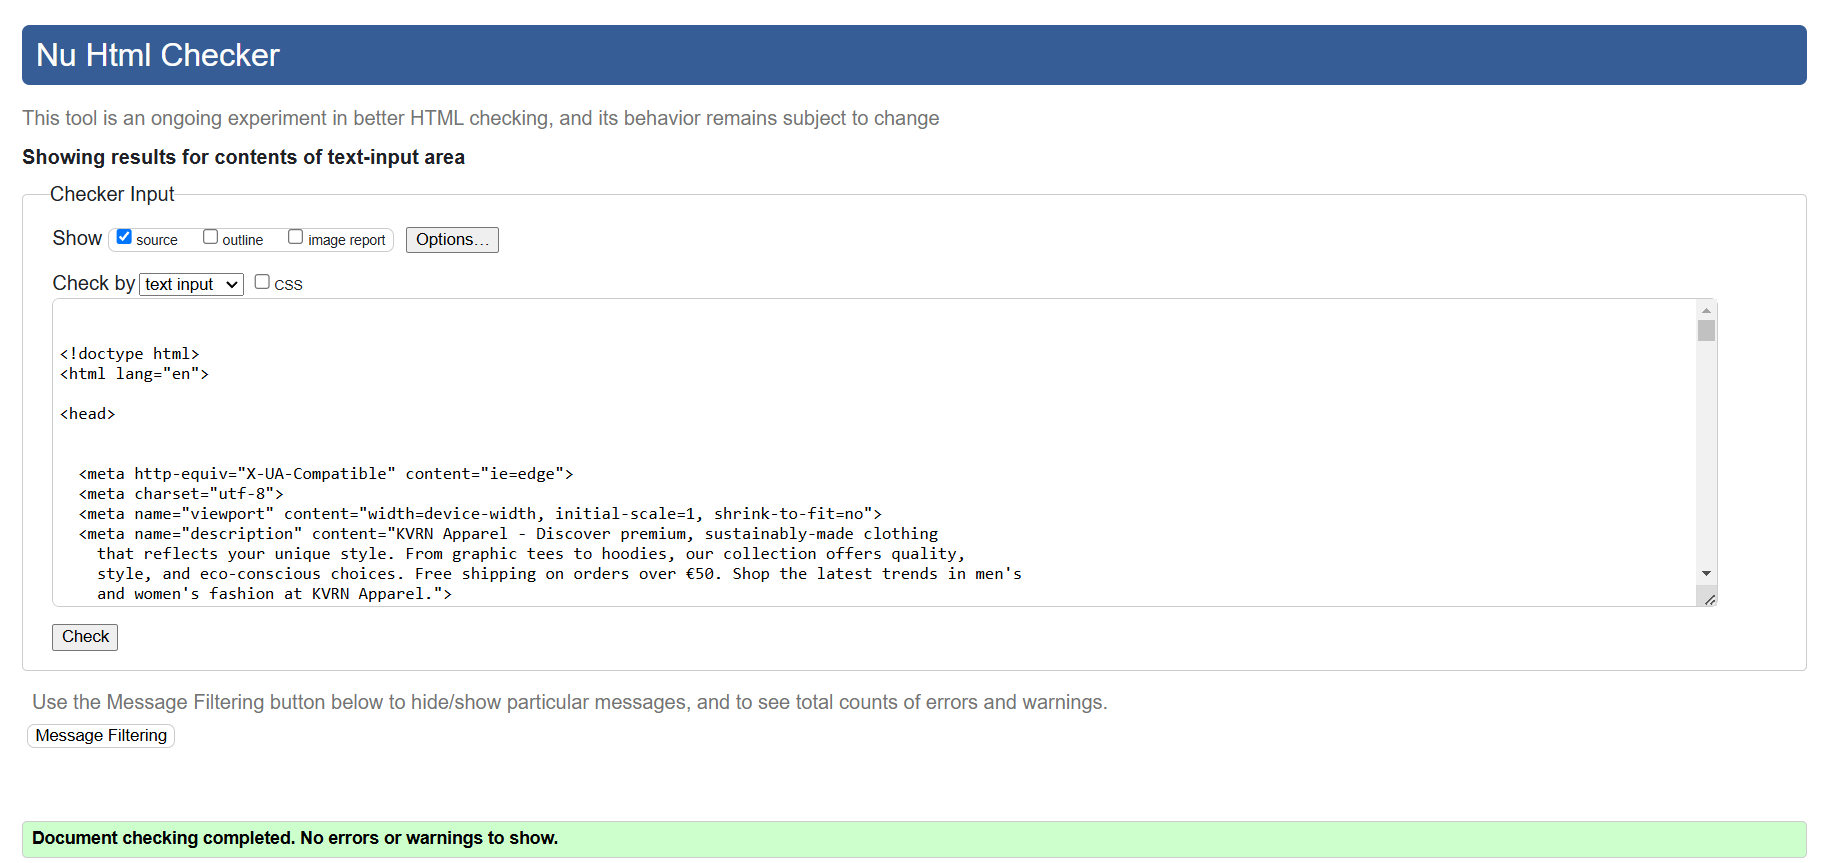 Nu Html Checker
This tool is an ongoing experiment in better HTML checking, and its behavior remains subject to change
Showing results for contents of text-input area
Checker Input
Show source outline image report Options...
Check by text input CSS
<!doctype html>
<html lang="en">
<head>
<meta http-equiv="X-UA-Compatible" content="ie=edge">
<meta charset="utf-8">
<meta name="viewport" content="width=device-width, initial-scale=1, shrink-to-fit=no">
<meta name="description" content="KVRN Apparel - Discover premium, sustainably-made clothing
that reflects your unique style. From graphic tees to hoodies, our collection offers quality,
style, and eco-conscious choices. Free shipping on orders over €50. Shop the latest trends in men's
and women's fashion at KVRN Apparel.">
Check
Use the Message Filtering button below to hide/show particular messages, and to see total counts of errors and warnings.
Message Filtering
Document checking completed. No errors or warnings to show.